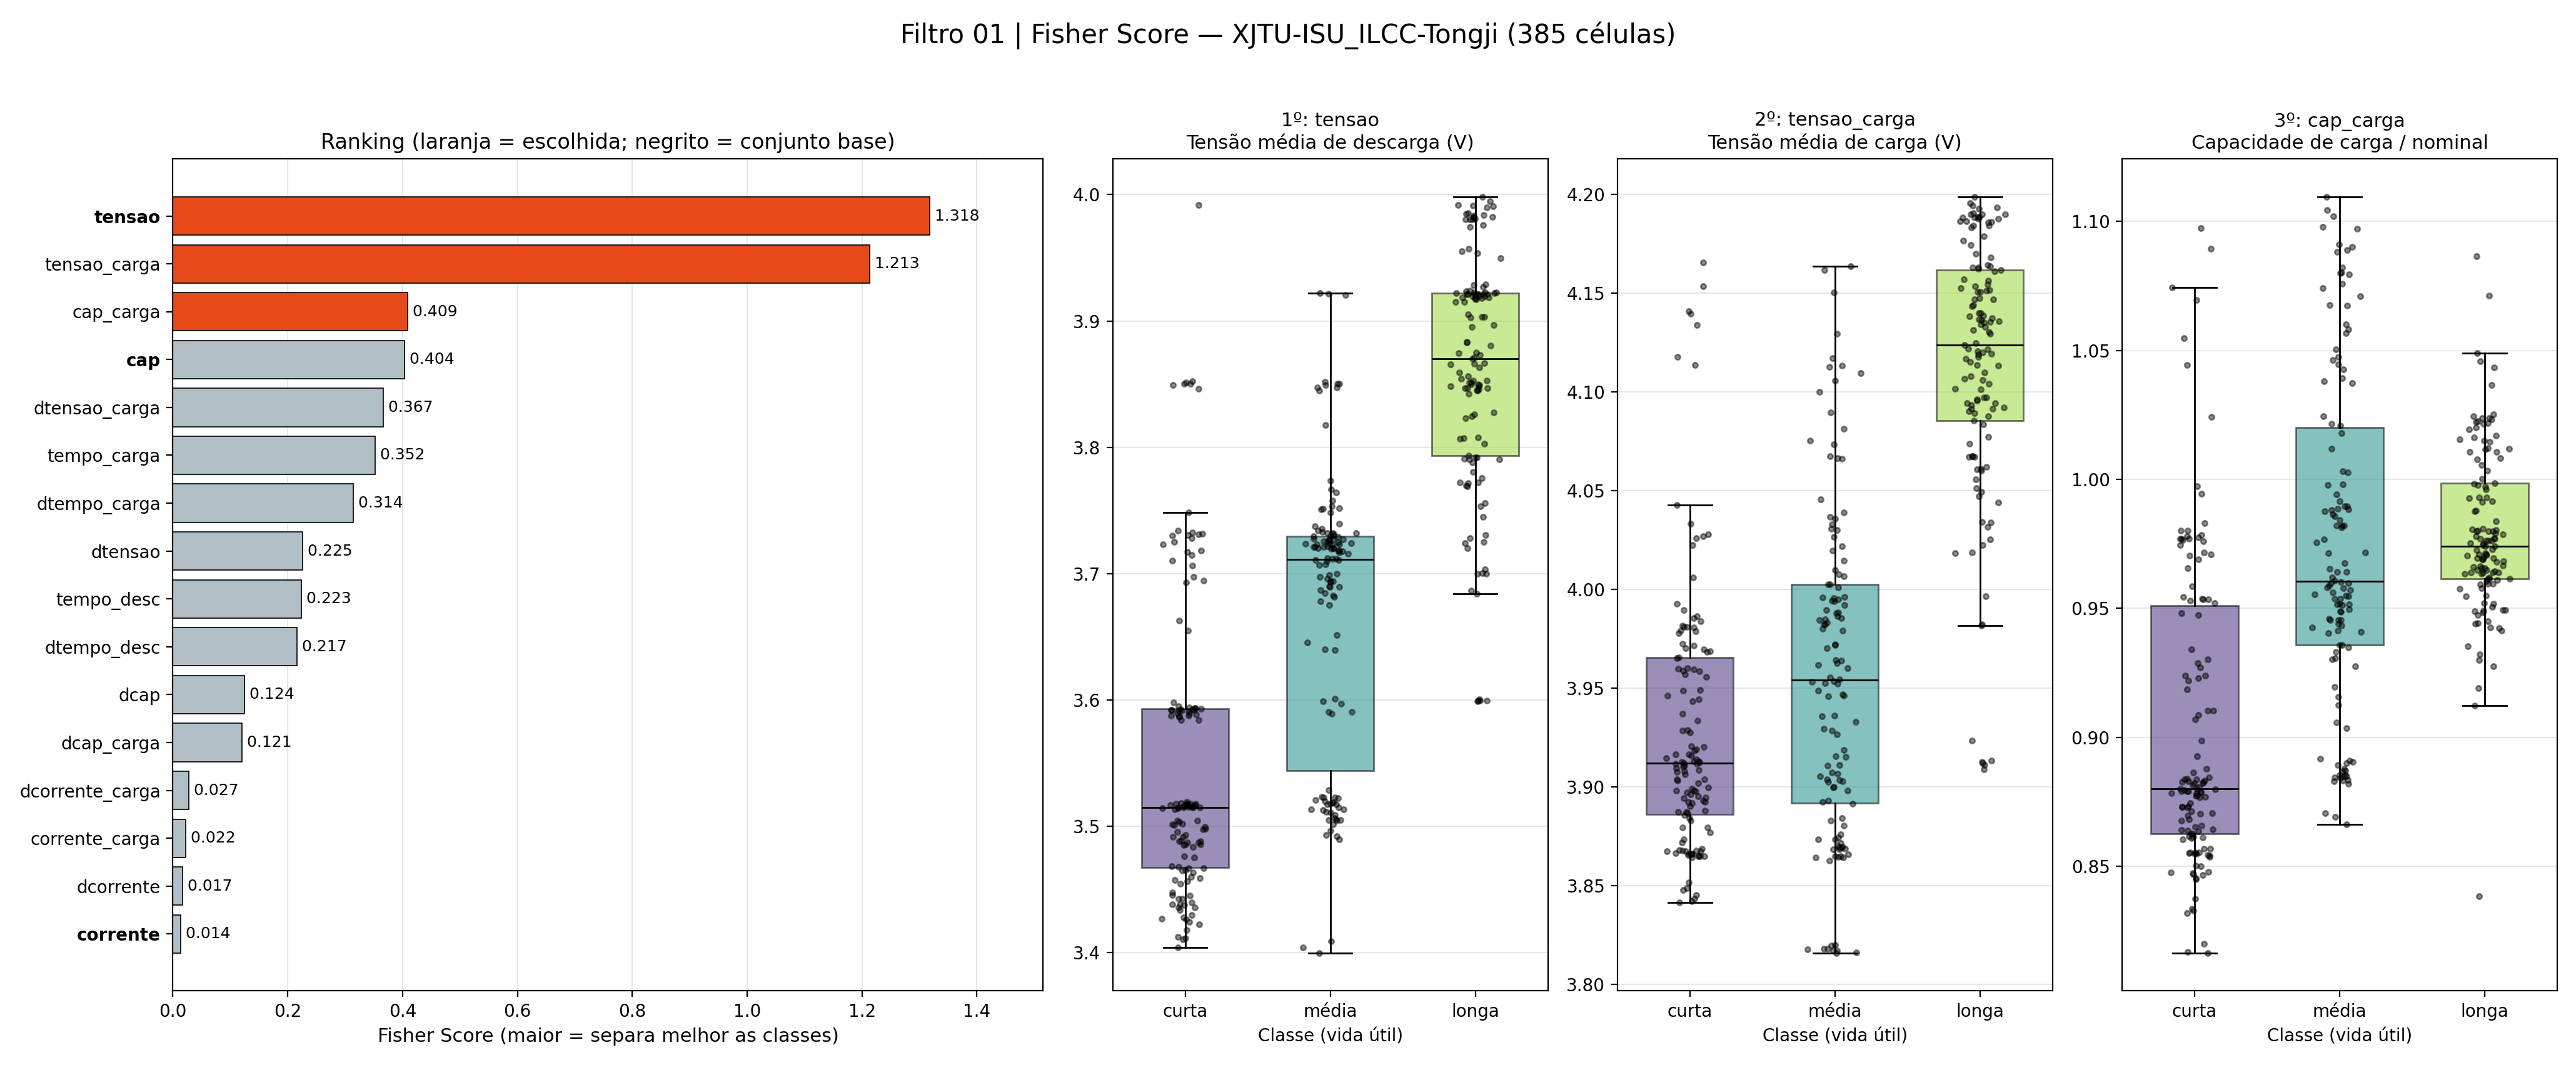 Filtro 01 | Fisher Score — XJTU-ISU_ILCC-Tongji (385 células)
Ranking (laranja = escolhida; negrito = conjunto base)
tensao
1.318
tensao_carga
1.213
cap_carga
0.409
cap
0.404
dtensao_carga
0.367
tempo_carga
0.352
dtempo_carga
0.314
dtensao
0.225
tempo_desc
0.223
dtempo_desc
0.217
dcap
0.124
dcap_carga
0.121
dcorrente_carga
0.027
corrente_carga
0.022
dcorrente
0.017
corrente
0.014
0.0 0.2 0.4 0.6 0.8 1.0 1.2 1.4
Fisher Score (maior = separa melhor as classes)
1º: tensao
Tensão média de descarga (V)
4.0
3.9
3.8
3.7
3.6
3.5
3.4
curta média longa
Classe (vida útil)
2º: tensao_carga
Tensão média de carga (V)
4.20
4.15
4.10
4.05
4.00
3.95
3.90
3.85
3.80
curta média longa
Classe (vida útil)
3º: cap_carga
Capacidade de carga / nominal
1.10
1.05
1.00
0.95
0.90
0.85
curta média longa
Classe (vida útil)